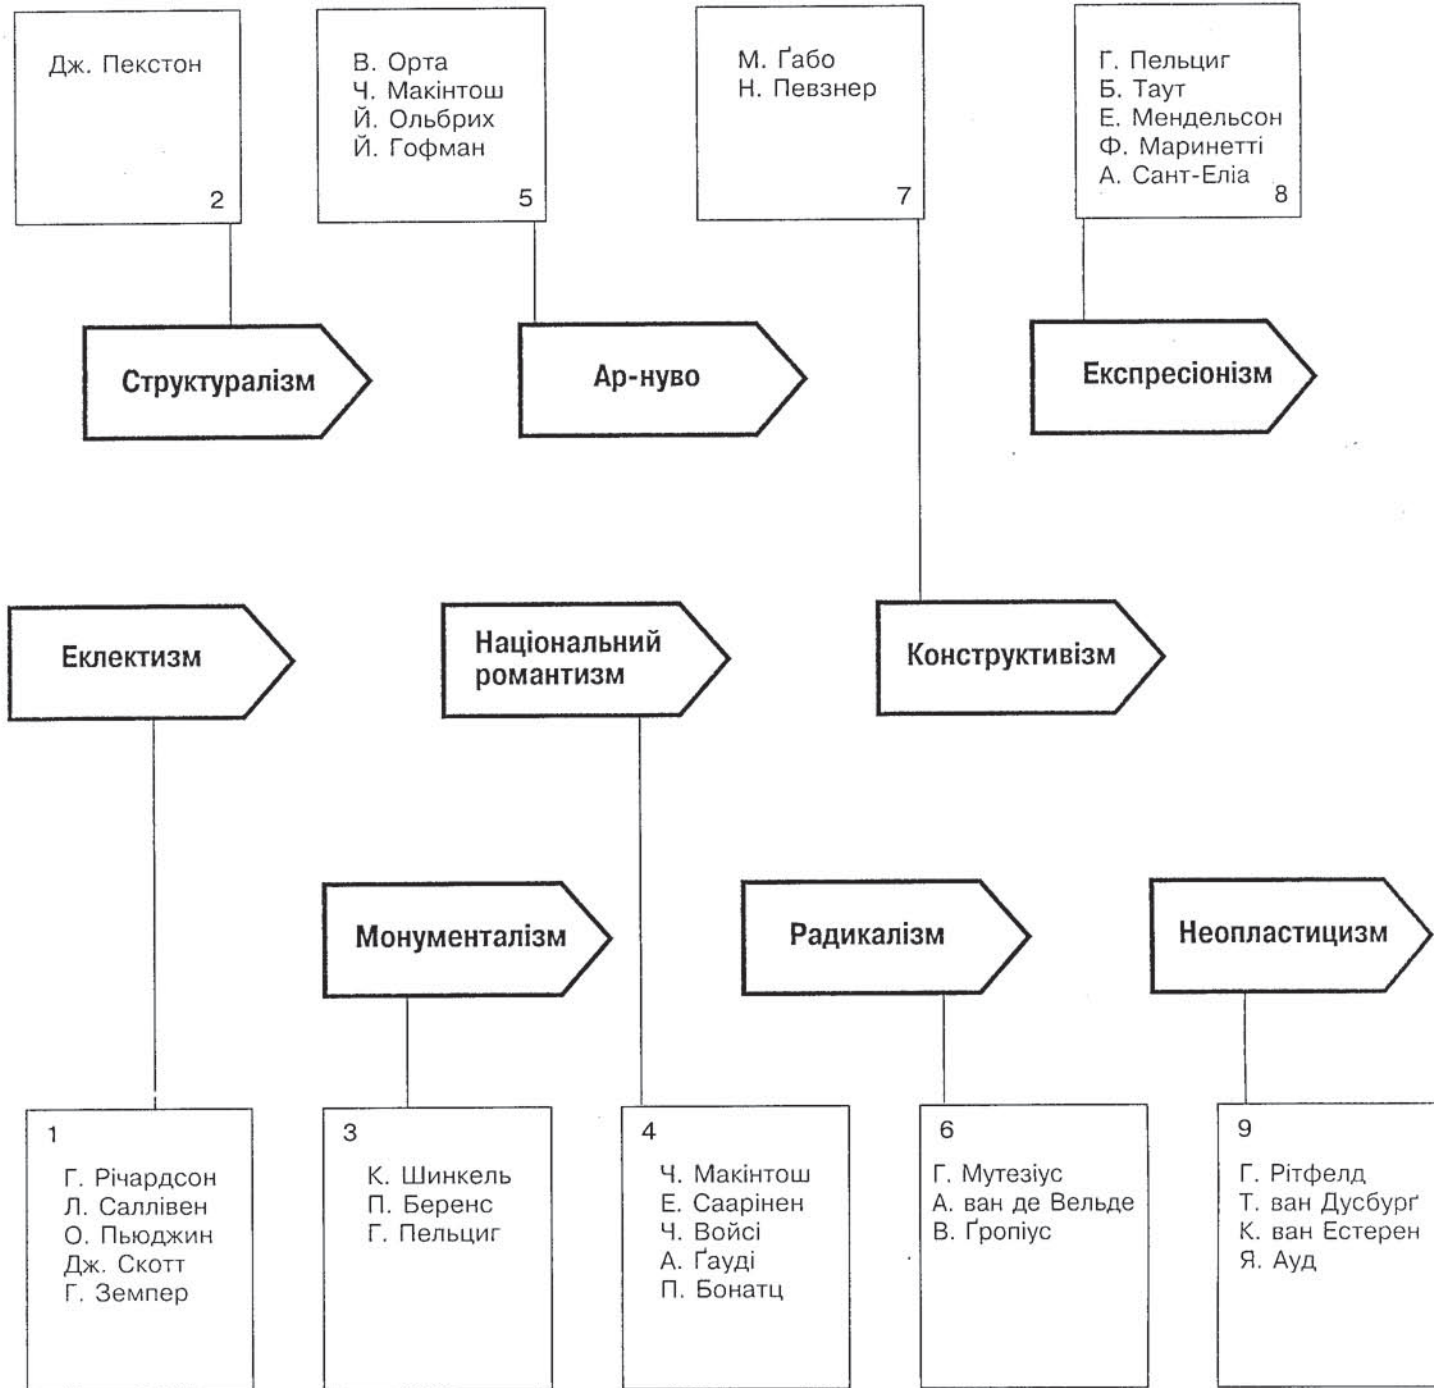 Дж. Пекстон
2
В. Орта
Ч. Макінтош
Й. Ольбрих
Й. Гофман
5
М. Ґабо
Н. Певзнер
7
Г. Пельциг
Б. Таут
Е. Мендельсон
Ф. Маринетті
А. Сант-Еліа
8
Структуралізм
Ар-нуво
Експресіонізм
Еклектизм
Національний
романтизм
Конструктивізм
Монументалізм
Радикалізм
Неопластицизм
1
Г. Річардсон
Л. Саллівен
О. Пьюджин
Дж. Скотт
Г. Земпер
3
К. Шинкель
П. Беренс
Г. Пельциг
4
Ч. Макінтош
Е. Саарінен
Ч. Войсі
А. Ґауді
П. Бонатц
6
Г. Мутезіус
А. ван де Вельде
В. Ґропіус
9
Г. Рітфелд
Т. ван Дусбурґ
К. ван Естерен
Я. Ауд